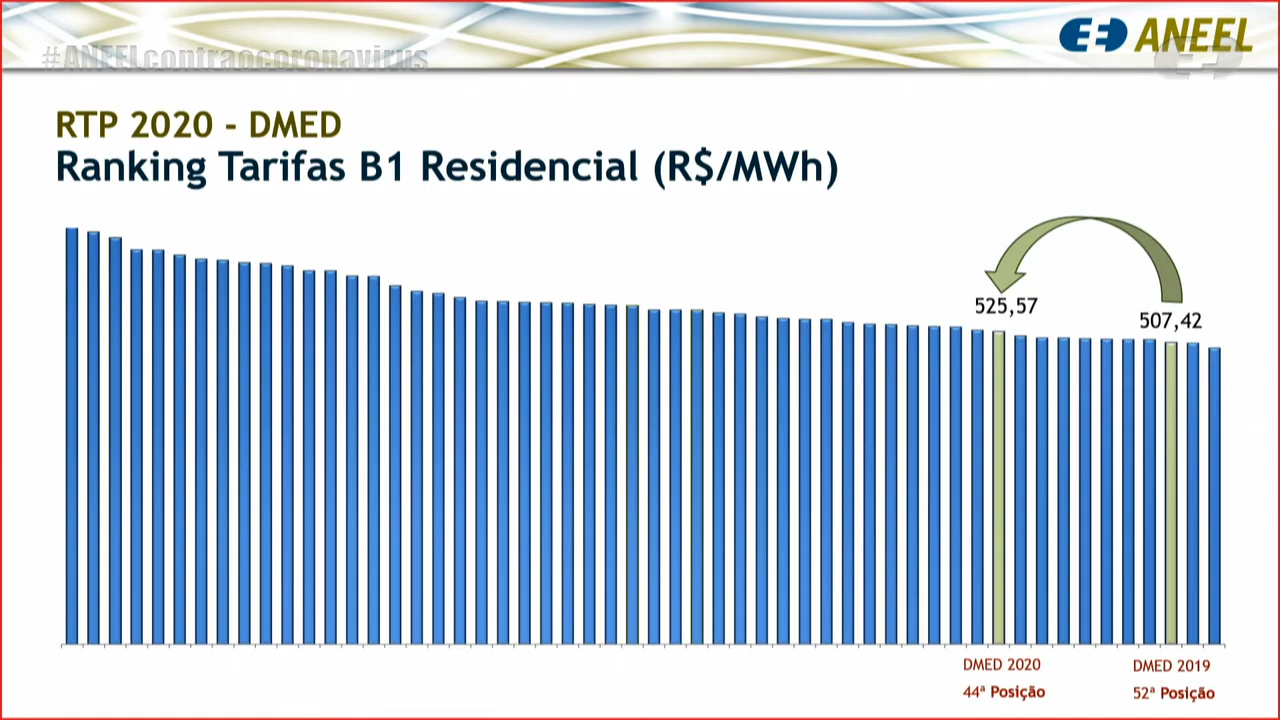 #ANEELcontraocoronavirus
ANEEL
RTP 2020 - DMED
Ranking Tarifas B1 Residencial (R$/MWh)
525,57
507,42
DMED 2020
44ª Posição
DMED 2019
52ª Posição